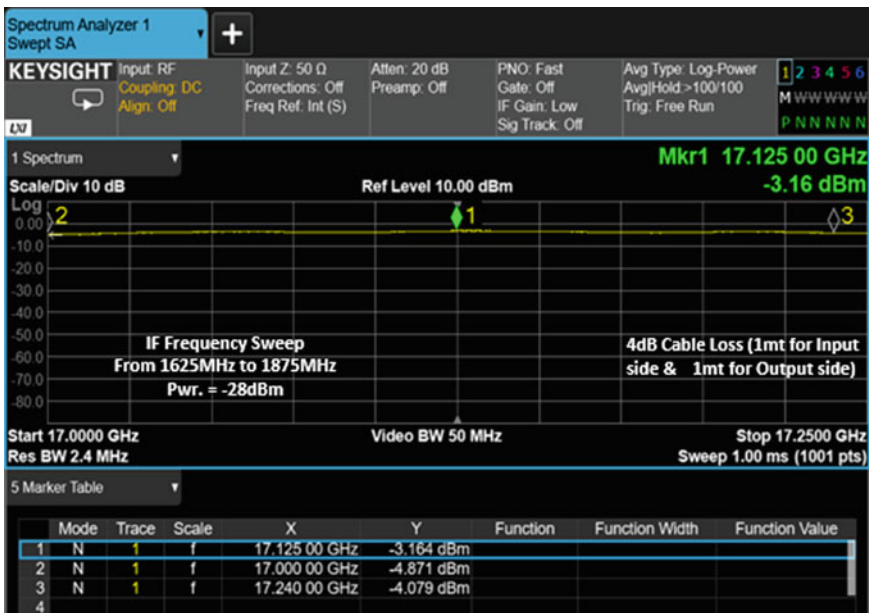 Spectrum Analyzer 1
Swept SA
+
KEYSIGHT
LXI
Input: RF
Coupling: DC
Align: Off
Input Z: 50 Ω
Corrections: Off
Freq Ref: Int (S)
Atten: 20 dB
Preamp: Off
PNO: Fast
Gate: Off
IF Gain: Low
Sig Track: Off
Avg Type: Log-Power
Avg|Hold:>100/100
Trig: Free Run
1 2 3 4 5 6
M W W W W W
P N N N N N
1 Spectrum
Mkr1 17.125 00 GHz
Scale/Div 10 dB
Ref Level 10.00 dBm
-3.16 dBm
Log
2
1
3
0.00
-10.0
-20.0
-30.0
-40.0
-50.0
-60.0
-70.0
-80.0
IF Frequency Sweep
From 1625MHz to 1875MHz
Pwr. = -28dBm
4dB Cable Loss (1mt for Input
side & 1mt for Output side)
Start 17.0000 GHz
Video BW 50 MHz
Stop 17.2500 GHz
Res BW 2.4 MHz
Sweep 1.00 ms (1001 pts)
5 Marker Table
Mode Trace Scale X Y Function Function Width Function Value
1 N 1 f 17.125 00 GHz -3.164 dBm
2 N 1 f 17.000 00 GHz -4.871 dBm
3 N 1 f 17.240 00 GHz -4.079 dBm
4